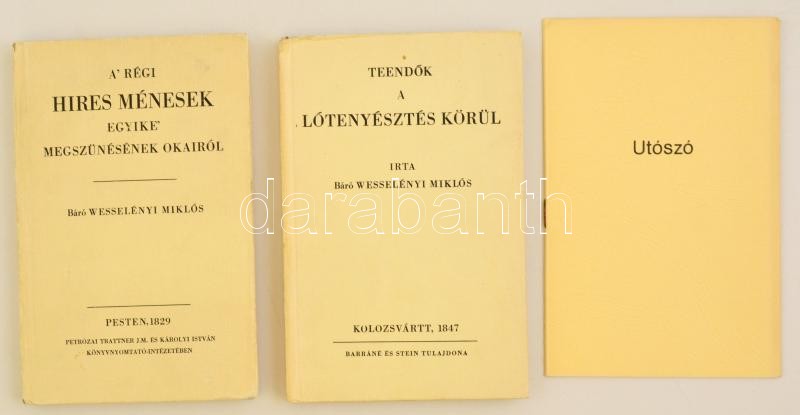 A' RÉGI
HIRES MÉNESEK
EGYIKE'
MEGSZÜNÉSÉNEK OKAIRÓL
Báró WESSELÉNYI MIKLÓS
PESTEN, 1829
PETRÓZAI TRATTNER J.M. ÉS KÁROLYI ISTVÁN
KÖNYVNYOMTATÓ-INTÉZETÉBEN
TEENDŐK
A
LÓTENYÉSZTÉS KÖRÜL
IRTA
Báró WESSELÉNYI MIKLÓS
KOLOZSVÁRTT, 1847
BARRÁNÉ ÉS STEIN TULAJDONA
Utószó
darabanth